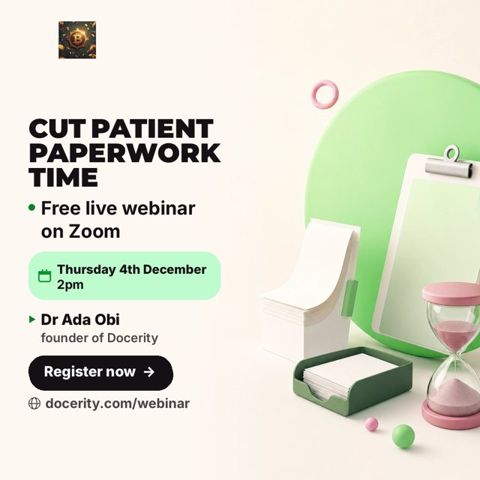 CUT PATIENT
PAPERWORK
TIME
Free live webinar
on Zoom
Thursday 4th December
2pm
Dr Ada Obi
founder of Docerity
Register now →
docerity.com/webinar